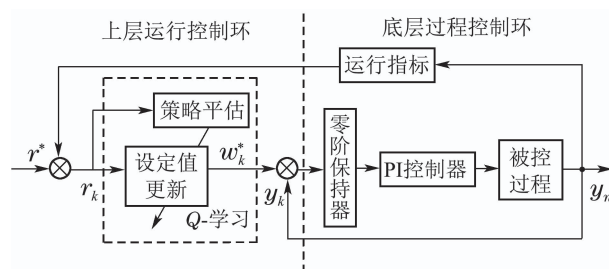 上层运行控制环
底层过程控制环
运行指标
策略评估
r*
r_k
设定值
更新
w_k^*
Q-学习
y_k
零阶保持器
PI控制器
被控
过程